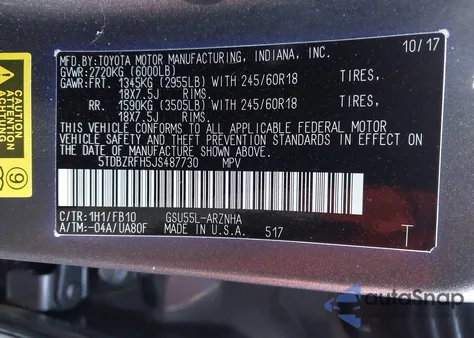 MFD.BY:TOYOTA MOTOR MANUFACTURING, INDIANA, INC. 10/17
GVWR:2720KG (6000LB)
GAWR:FRT. 1345KG (2955LB) WITH 245/60R18 TIRES,
18X7.5J RIMS.
RR. 1590KG (3505LB) WITH 245/60R18 TIRES,
18X7.5J RIMS.
THIS VEHICLE CONFORMS TO ALL APPLICABLE FEDERAL MOTOR
VEHICLE SAFETY AND THEFT PREVENTION STANDARDS IN EFFECT
ON THE DATE OF MANUFACTURE SHOWN ABOVE.
5TDBZRFH5JS487730 MPV
C/TR:1H1/FB10 GSU55L-ARZNHA
A/TM:-04A/UA80F MADE IN U.S.A. 517 T
9
autoSnap